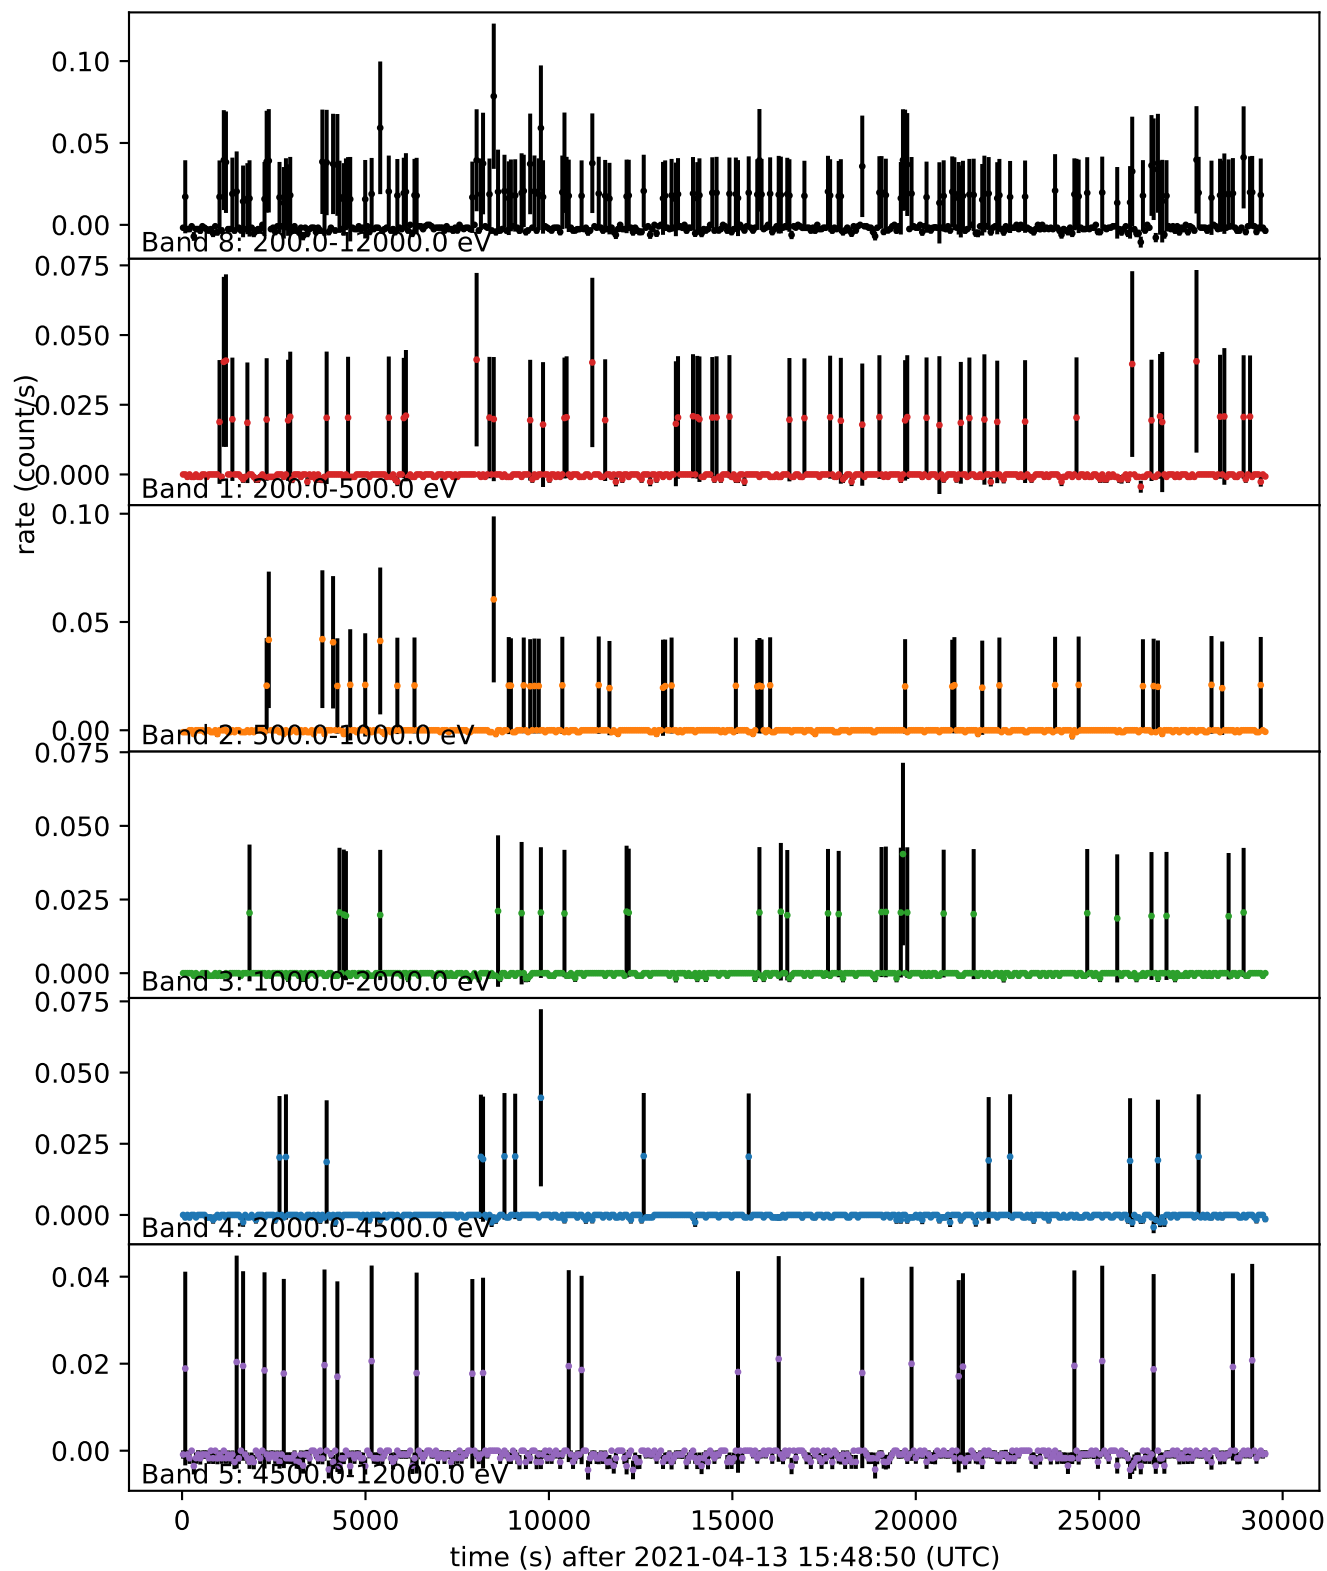 0.10
0.05
0.00
Band 8: 200.0-12000.0 eV
0.075
0.050
0.025
0.000
Band 1: 200.0-500.0 eV
rate (count/s)
0.10
0.05
0.00
Band 2: 500.0-1000.0 eV
0.075
0.050
0.025
0.000
Band 3: 1000.0-2000.0 eV
0.075
0.050
0.025
0.000
Band 4: 2000.0-4500.0 eV
0.04
0.02
0.00
Band 5: 4500.0-12000.0 eV
0 5000 10000 15000 20000 25000 30000
time (s) after 2021-04-13 15:48:50 (UTC)